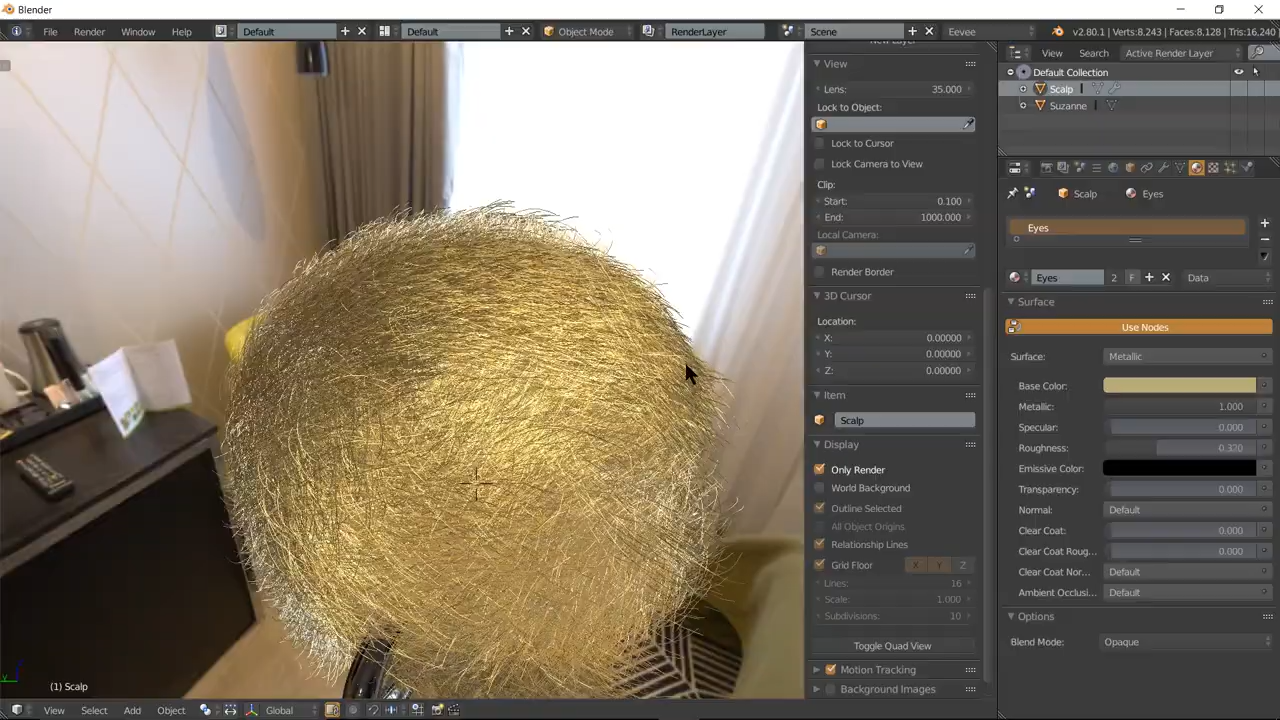 Blender
File Render Window Help Default Default Object Mode RenderLayer Scene Eevee v2.80.1 | Verts:8,243 | Faces:8,128 | Tris:16,240
View
Lens: 35.000
Lock to Object:
Lock to Cursor
Lock Camera to View
Clip:
Start: 0.100
End: 1000.000
Local Camera:
Render Border
3D Cursor
Location:
X: 0.00000
Y: 0.00000
Z: 0.00000
Item
Scalp
Display
Only Render
World Background
Outline Selected
All Object Origins
Relationship Lines
Grid Floor X Y Z
Lines: 16
Scale: 1.000
Subdivisions: 10
Toggle Quad View
Motion Tracking
Background Images
View Search Active Render Layer
Default Collection
Scalp
Suzanne
Scalp Eyes
Eyes
Eyes 2 F Data
Surface
Use Nodes
Surface: Metallic
Base Color:
Metallic: 1.000
Specular: 0.000
Roughness: 0.320
Emissive Color:
Transparency: 0.000
Normal: Default
Clear Coat: 0.000
Clear Coat Roug... 0.000
Clear Coat Nor... Default
Ambient Occlusi... Default
Options
Blend Mode: Opaque
(1) Scalp
View Select Add Object Global